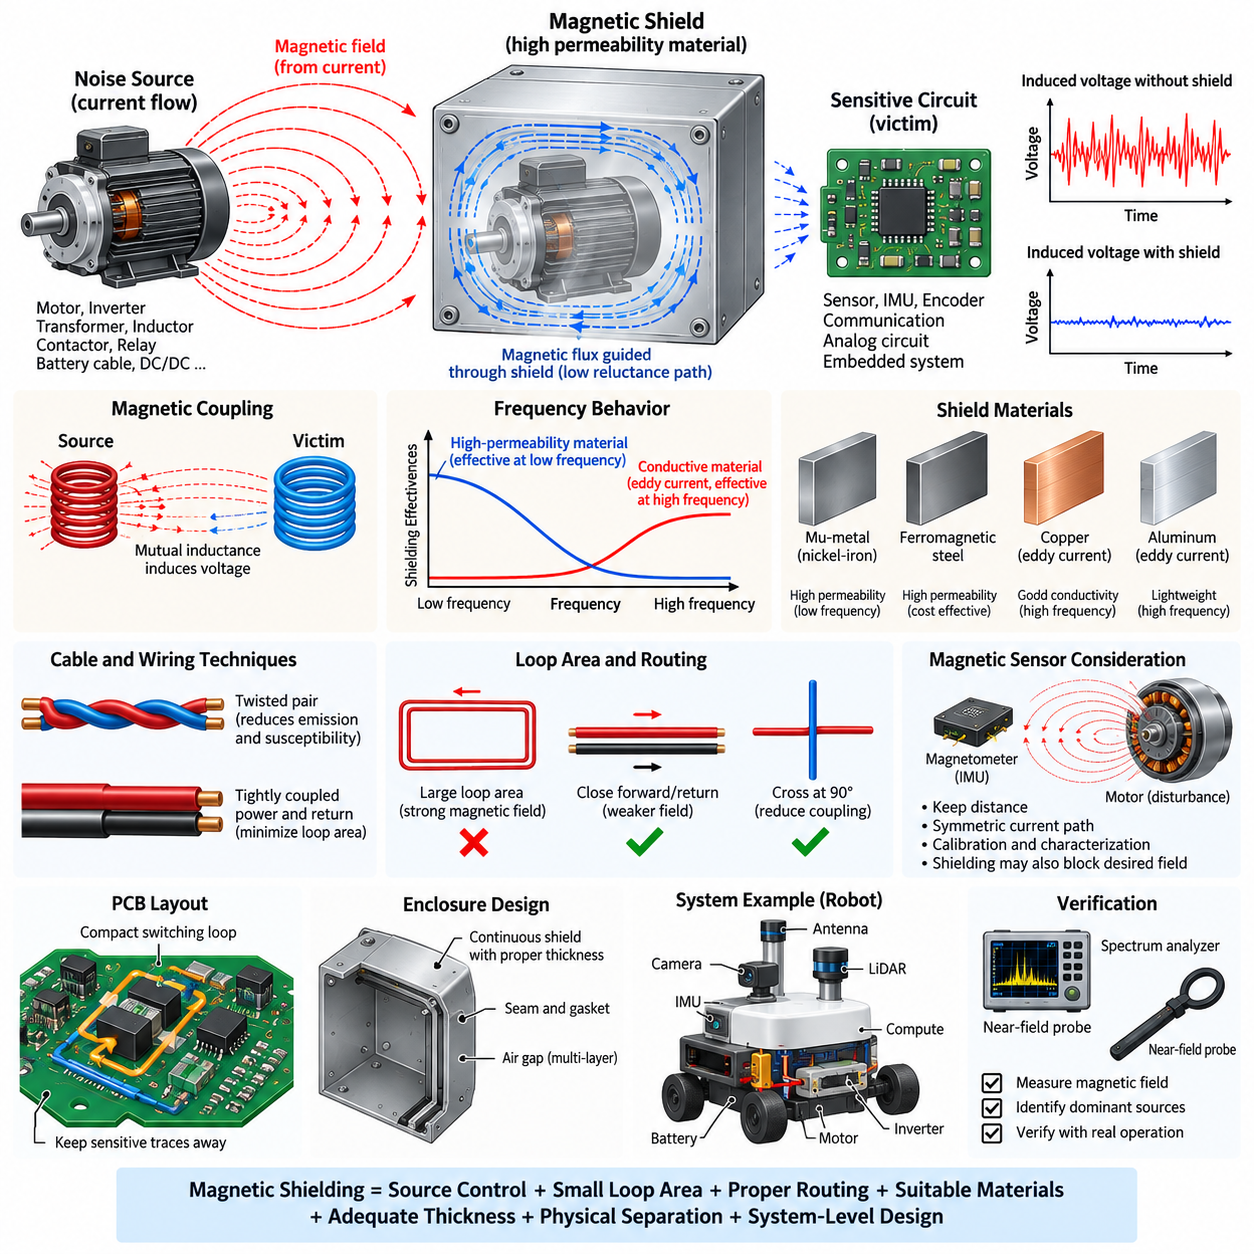 Magnetic Shield
(high permeability material)
Noise Source
(current flow)
Magnetic field
(from current)
Motor, Inverter
Transformer, Inductor
Contactor, Relay
Battery cable, DC/DC ...
Magnetic flux guided
through shield (low reluctance path)
Sensitive Circuit
(victim)
Sensor, IMU, Encoder
Communication
Analog circuit
Embedded system
Induced voltage without shield
Voltage
Time
Induced voltage with shield
Voltage
Time
Magnetic Coupling
Source
Victim
Mutual inductance
induces voltage
Frequency Behavior
Shielding Effectivences
High-permeability material
(effective at low frequency)
Conductive material
(eddy current, effective
at high frequency)
Low frequency
Frequency
High frequency
Shield Materials
Mu-metal
(nickel-iron)
High permeability
(low frequency)
Ferromagnetic
steel
High permeability
(cost effective)
Copper
(eddy current)
Godd conductivity
(high frequency)
Aluminum
(eddy current)
Lightweight
(high frequency)
Cable and Wiring Techniques
Twisted pair
(reduces emission
and susceptibility)
Tightly coupled
power and return
(minimize loop area)
Loop Area and Routing
Large loop area
(strong magnetic field)
Close forward/return
(weaker field)
Cross at 90°
(reduce coupling)
Magnetic Sensor Consideration
Magnetometer
(IMU)
Motor (disturbance)
• Keep distance
• Symmetric current path
• Calibration and characterization
• Shielding may also block desired field
PCB Layout
Compact switching loop
Keep sensitive traces away
Enclosure Design
Continuous shield
with proper thickness
Seam and gasket
Air gap (multi-layer)
System Example (Robot)
Antenna
Camera
LiDAR
IMU
Compute
Battery
Motor
Inverter
Verification
Spectrum analyzer
Near-field probe
Near-field probe
Measure magnetic field
Identify dominant sources
Verify with real operation
Magnetic Shielding = Source Control + Small Loop Area + Proper Routing + Suitable Materials
+ Adequate Thickness + Physical Separation + System-Level Design